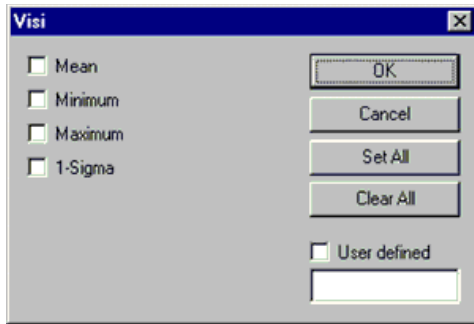 Visi
Mean
Minimum
Maximum
1-Sigma
OK
Cancel
Set All
Clear All
User defined